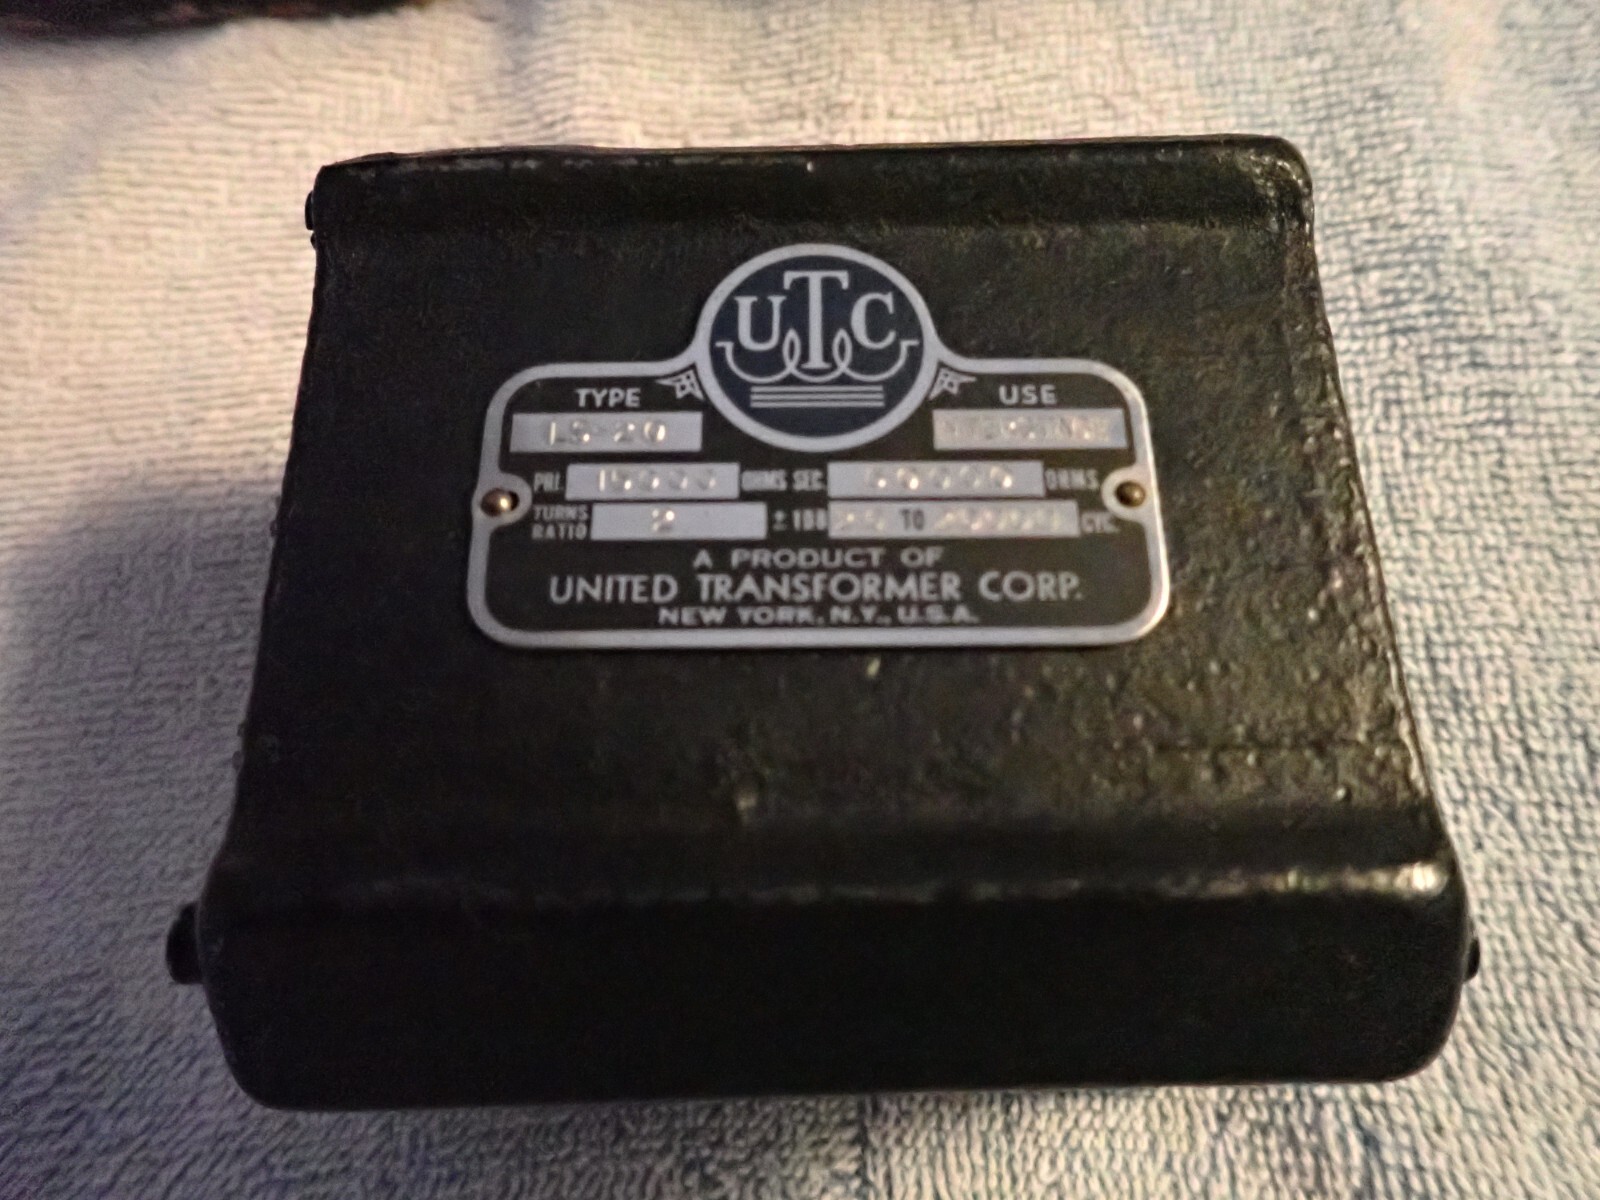 UTC
TYPE USE
LS-20
PRI. 15000 OHMS SEC. OHMS
TURNS RATIO 2 ± 1DB TO CYC.
A PRODUCT OF
UNITED TRANSFORMER CORP.
NEW YORK, N.Y., U.S.A.